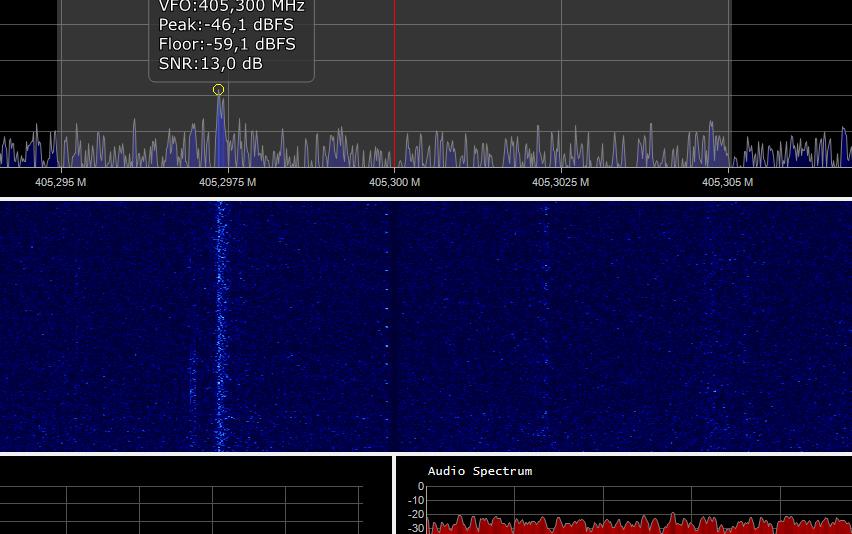 VFO:405,300 MHz
Peak:-46,1 dBFS
Floor:-59,1 dBFS
SNR:13,0 dB
405,295 M
405,2975 M
405,300 M
405,3025 M
405,305 M
Audio Spectrum
0
-10
-20
-30